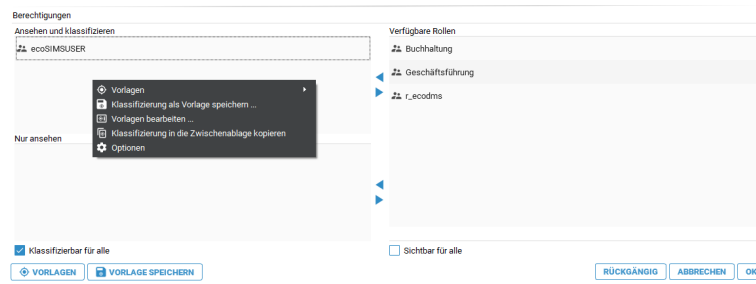 Berechtigungen
Ansehen und klassifizieren
ecoSIMSUSER
Vorlagen
Klassifizierung als Vorlage speichern ...
Vorlagen bearbeiten ...
Klassifizierung in die Zwischenablage kopieren
Optionen
Nur ansehen
Klassifizierbar für alle
Verfügbare Rollen
Buchhaltung
Geschäftsführung
r_ecodms
Sichtbar für alle
VORLAGEN
VORLAGE SPEICHERN
RÜCKGÄNGIG
ABBRECHEN
OK